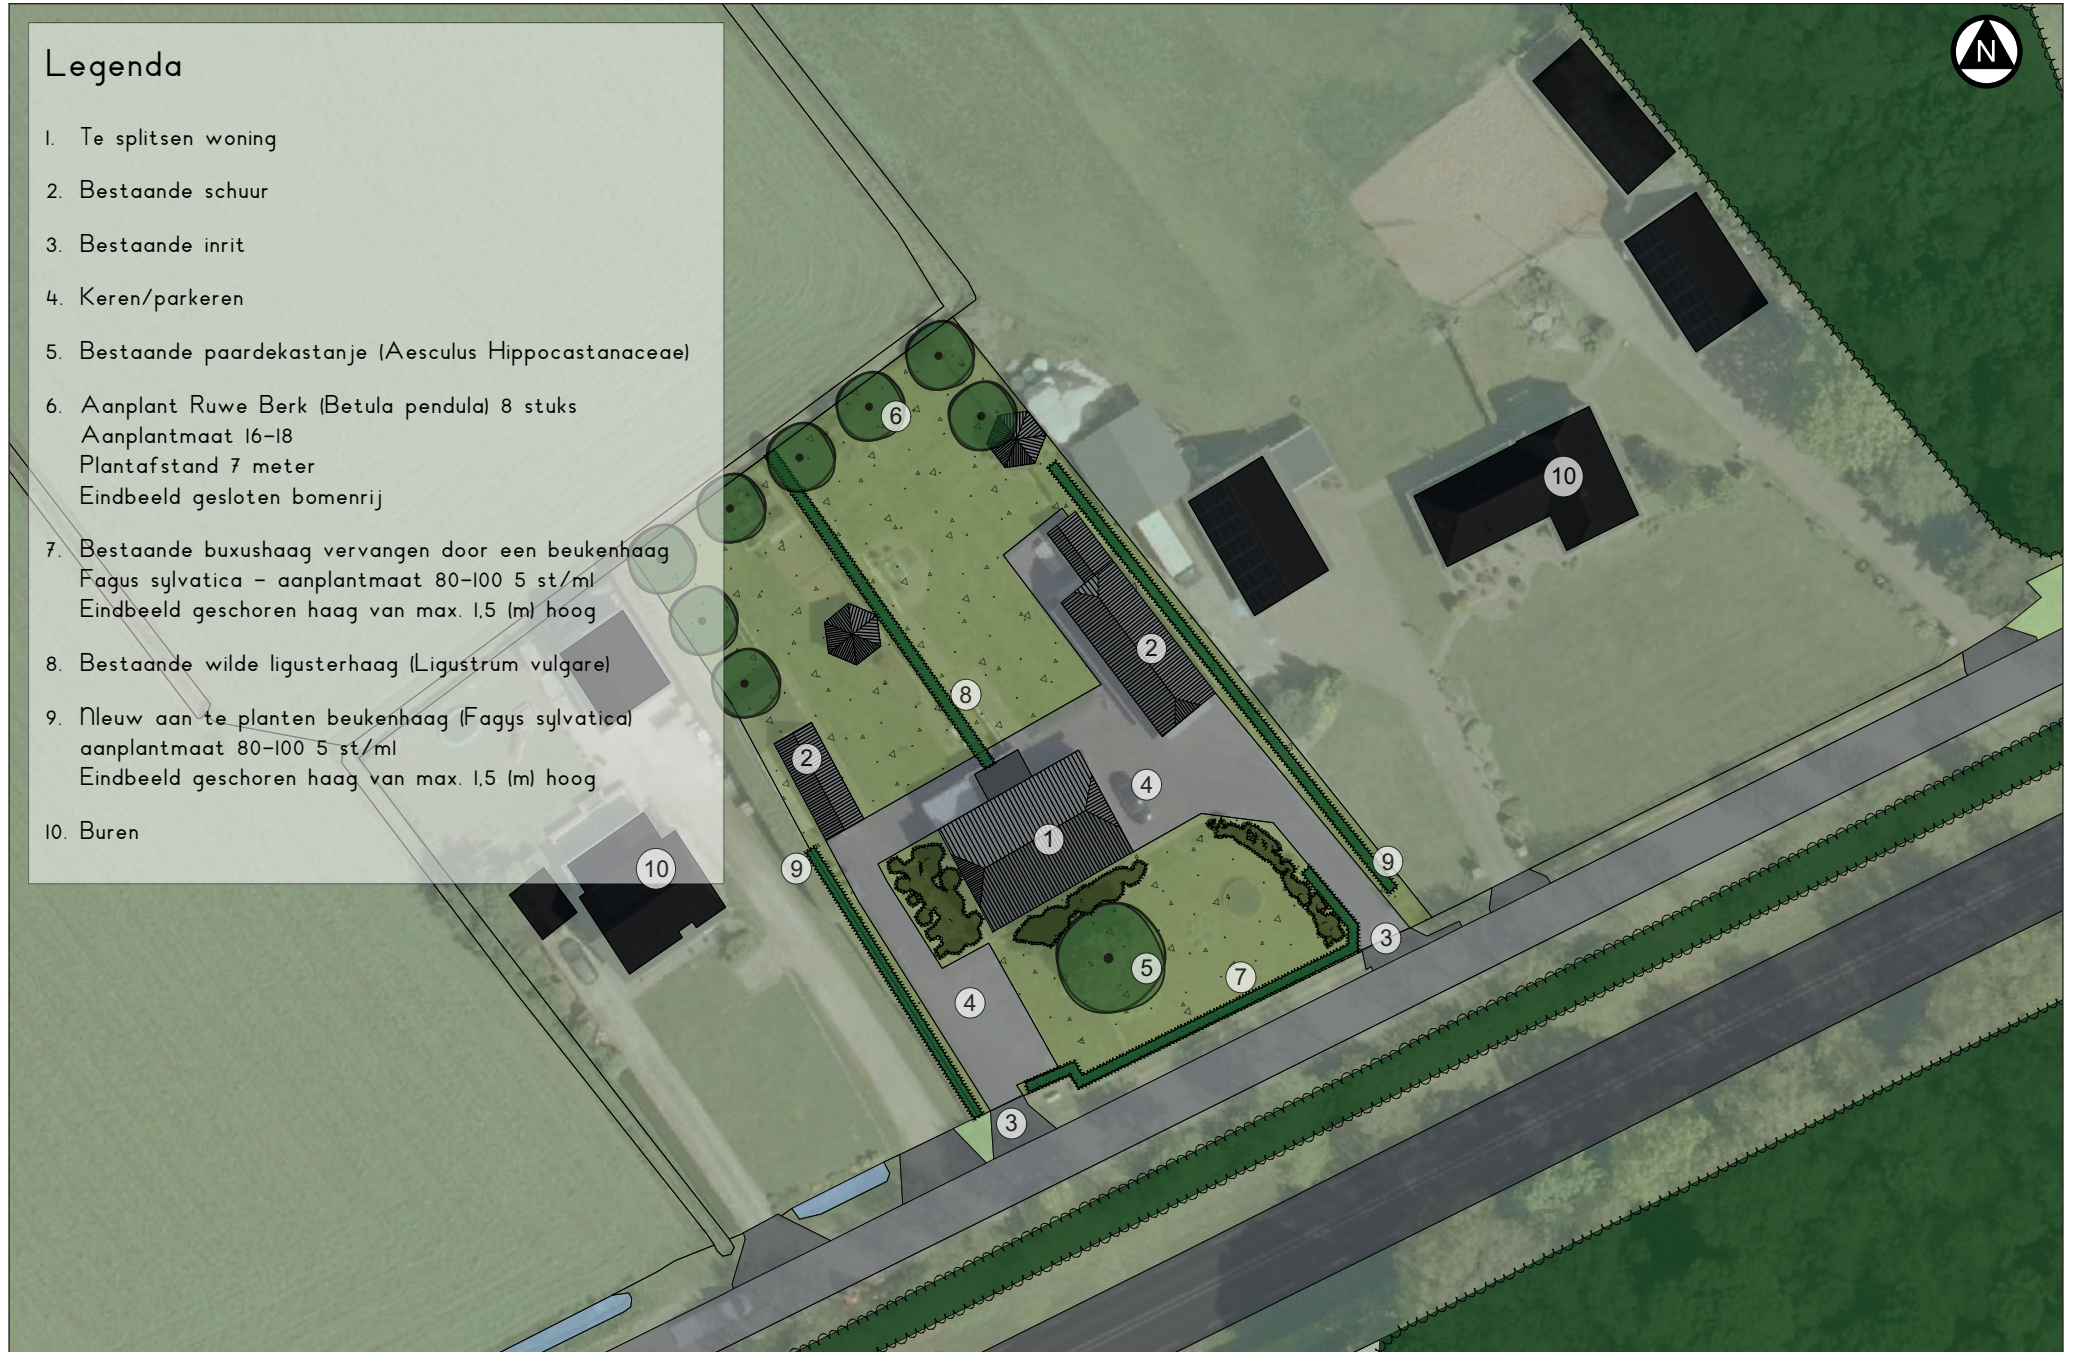 Legenda
1. Te splitsen woning
2. Bestaande schuur
3. Bestaande inrit
4. Keren/parkeren
5. Bestaande paardekastanje (Aesculus Hippocastanaceae)
6. Aanplant Ruwe Berk (Betula pendula) 8 stuks
Aanplantmaat 16-18
Plantafstand 7 meter
Eindbeeld gesloten bomenrij
7. Bestaande buxushaag vervangen door een beukenhaag
Fagus sylvatica - aanplantmaat 80-100 5 st/ml
Eindbeeld geschoren haag van max. 1,5 (m) hoog
8. Bestaande wilde ligusterhaag (Ligustrum vulgare)
9. NIeuw aan te planten beukenhaag (Fagys sylvatica)
aanplantmaat 80-100 5 st/ml
Eindbeeld geschoren haag van max. 1,5 (m) hoog
10. Buren
N
6
10
2
8
2
4
1
9
10
9
3
5
7
4
3